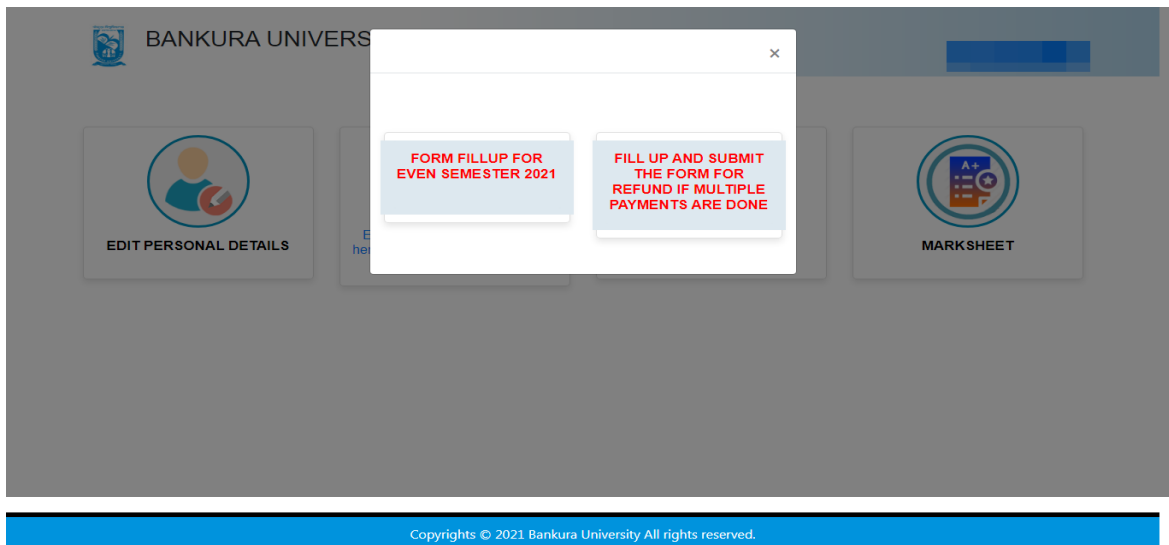 BANKURA UNIVERS
×
FORM FILLUP FOR
EVEN SEMESTER 2021
FILL UP AND SUBMIT
THE FORM FOR
REFUND IF MULTIPLE
PAYMENTS ARE DONE
EDIT PERSONAL DETAILS
E
her
A+
MARKSHEET
Copyrights © 2021 Bankura University All rights reserved.